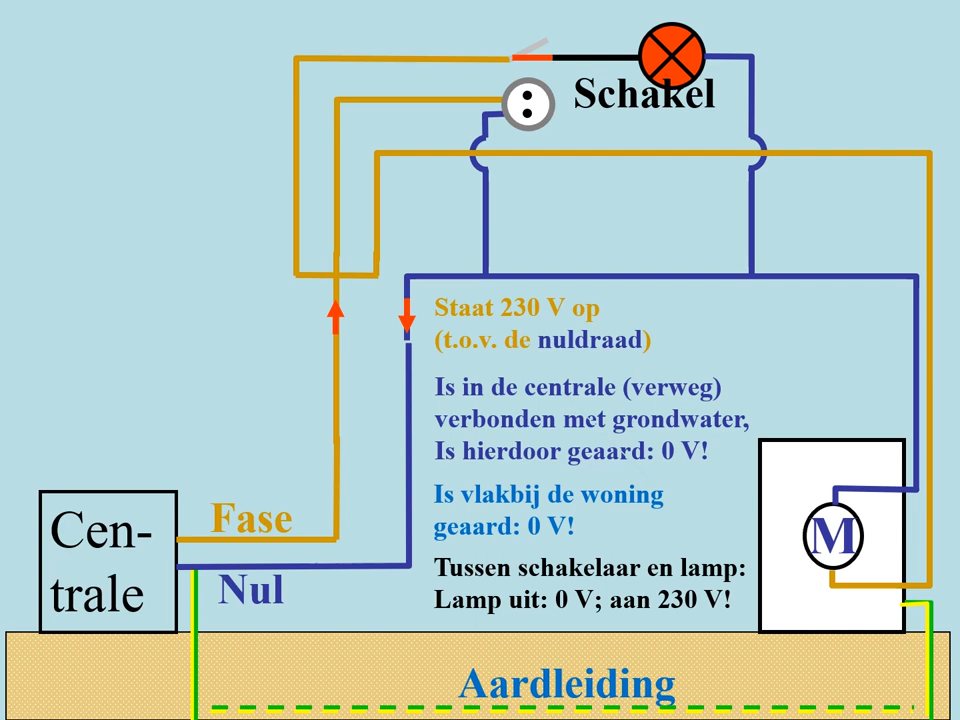 Schakel
Staat 230 V op
(t.o.v. de nuldraad)
Is in de centrale (verweg)
verbonden met grondwater,
Is hierdoor geaard: 0 V!
Is vlakbij de woning
geaard: 0 V!
Tussen schakelaar en lamp:
Lamp uit: 0 V; aan 230 V!
Cen-
trale
Fase
Nul
M
Aardleiding